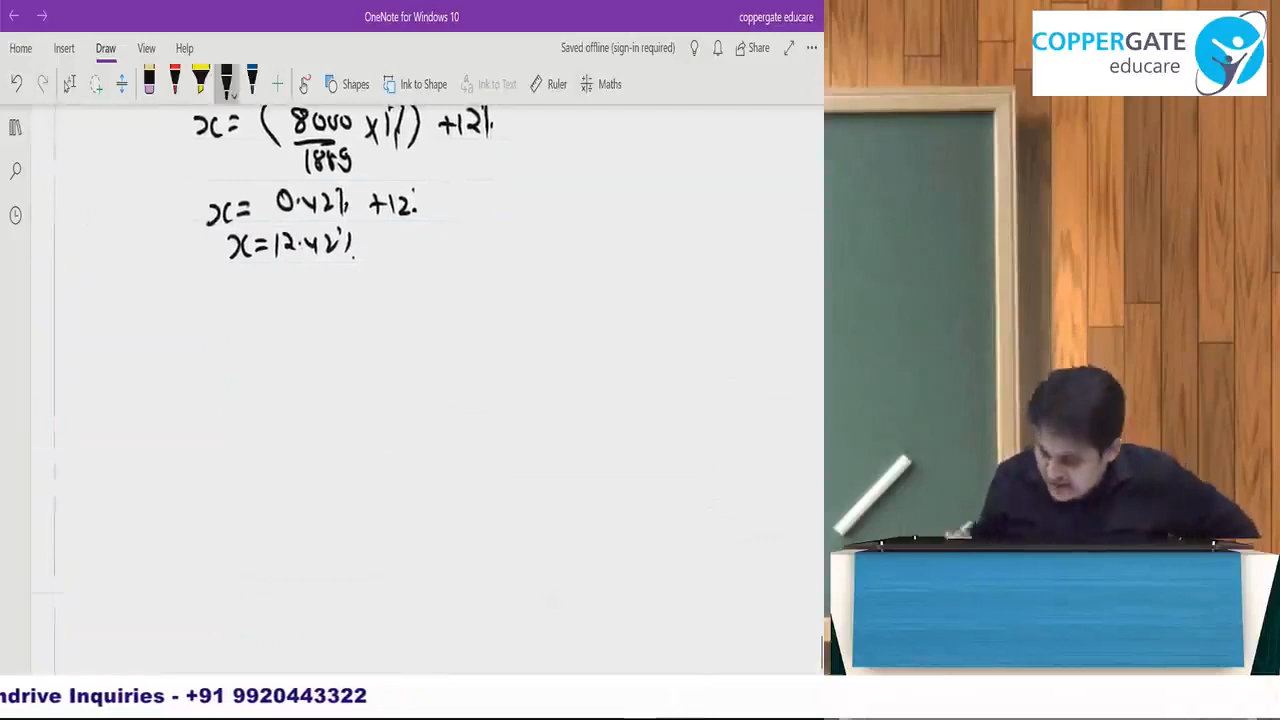 OneNote for Windows 10
coppergate educare
Home Insert Draw View Help
Saved offline (sign-in required)
Share
Shapes
Ink to Shape
Ink to Text
Ruler
Maths
COPPERGATE
educare
x = ( 8000 x 1% ) + 12%
x = 0.42% + 12%
x = 12.42%
ndrive Inquiries - +91 9920443322